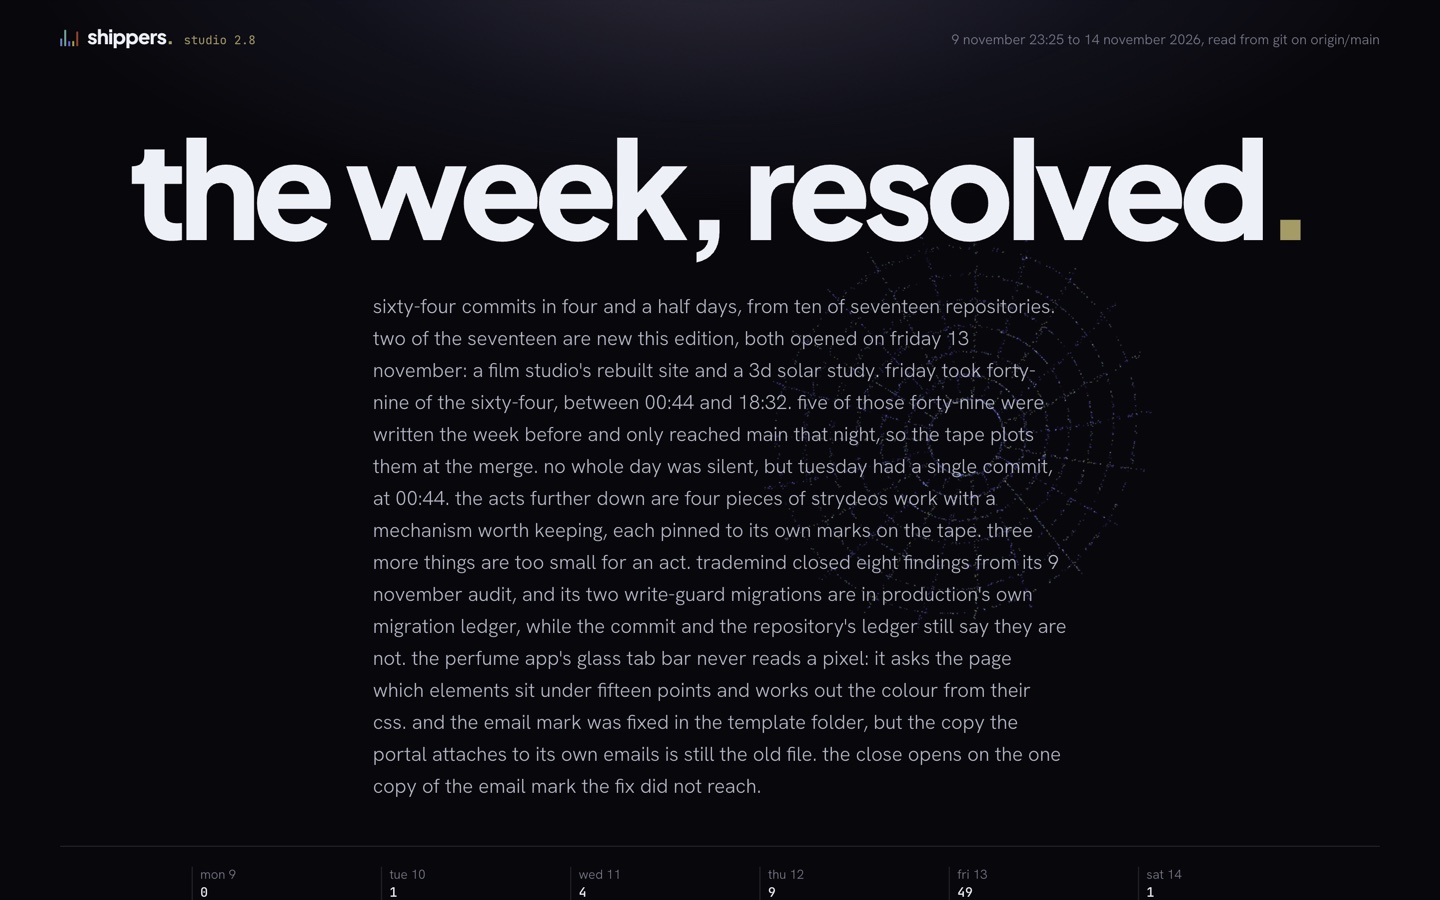 shippers. studio 2.8
9 november 23:25 to 14 november 2026, read from git on origin/main
the week, resolved.
sixty-four commits in four and a half days, from ten of seventeen repositories.
two of the seventeen are new this edition, both opened on friday 13
november: a film studio's rebuilt site and a 3d solar study. friday took forty-
nine of the sixty-four, between 00:44 and 18:32. five of those forty-nine were
written the week before and only reached main that night, so the tape plots
them at the merge. no whole day was silent, but tuesday had a single commit,
at 00:44. the acts further down are four pieces of strydeos work with a
mechanism worth keeping, each pinned to its own marks on the tape. three
more things are too small for an act. trademind closed eight findings from its 9
november audit, and its two write-guard migrations are in production's own
migration ledger, while the commit and the repository's ledger still say they are
not. the perfume app's glass tab bar never reads a pixel: it asks the page
which elements sit under fifteen points and works out the colour from their
css. and the email mark was fixed in the template folder, but the copy the
portal attaches to its own emails is still the old file. the close opens on the one
copy of the email mark the fix did not reach.
mon 9 tue 10 wed 11 thu 12 fri 13 sat 14
0 1 4 9 49 1